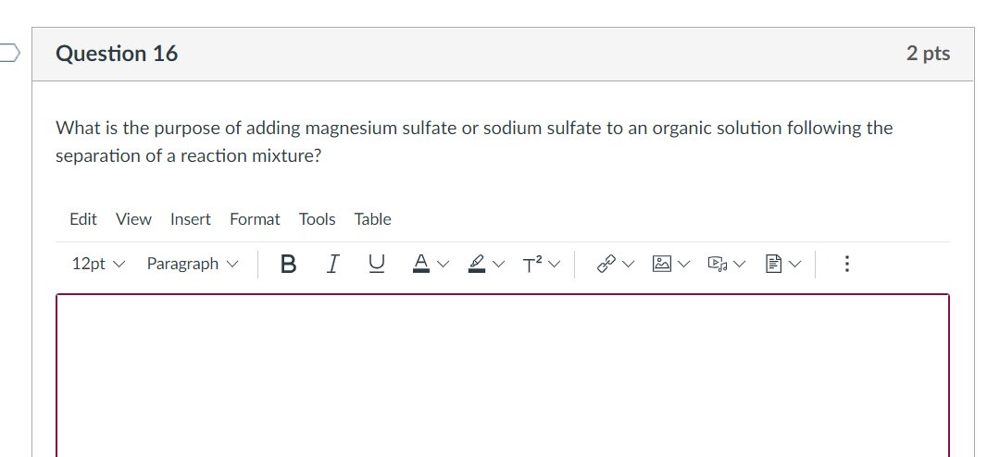 Question 16
2 pts
What is the purpose of adding magnesium sulfate or sodium sulfate to an organic solution following the
separation of a reaction mixture?
Edit View Insert Format Tools Table
12pt Paragraph B I U A T²